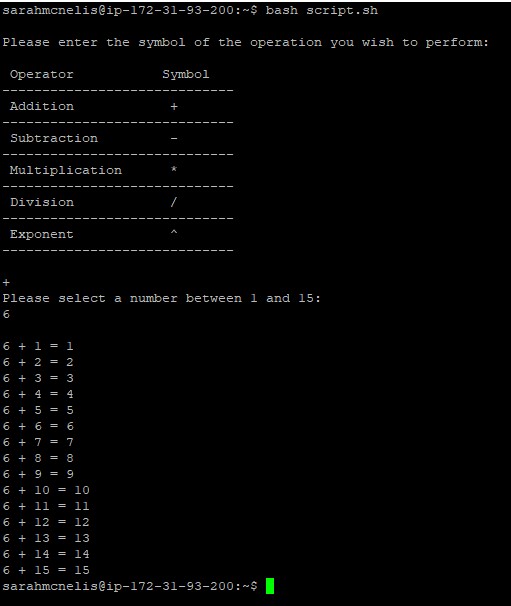 sarahmcnelis@ip-172-31-93-200:~$ bash script.sh
Please enter the symbol of the operation you wish to perform:
Operator Symbol
-----------------------------
Addition +
-----------------------------
Subtraction -
-----------------------------
Multiplication *
-----------------------------
Division /
-----------------------------
Exponent ^
-----------------------------
+
Please select a number between 1 and 15:
6
6 + 1 = 1
6 + 2 = 2
6 + 3 = 3
6 + 4 = 4
6 + 5 = 5
6 + 6 = 6
6 + 7 = 7
6 + 8 = 8
6 + 9 = 9
6 + 10 = 10
6 + 11 = 11
6 + 12 = 12
6 + 13 = 13
6 + 14 = 14
6 + 15 = 15
sarahmcnelis@ip-172-31-93-200:~$